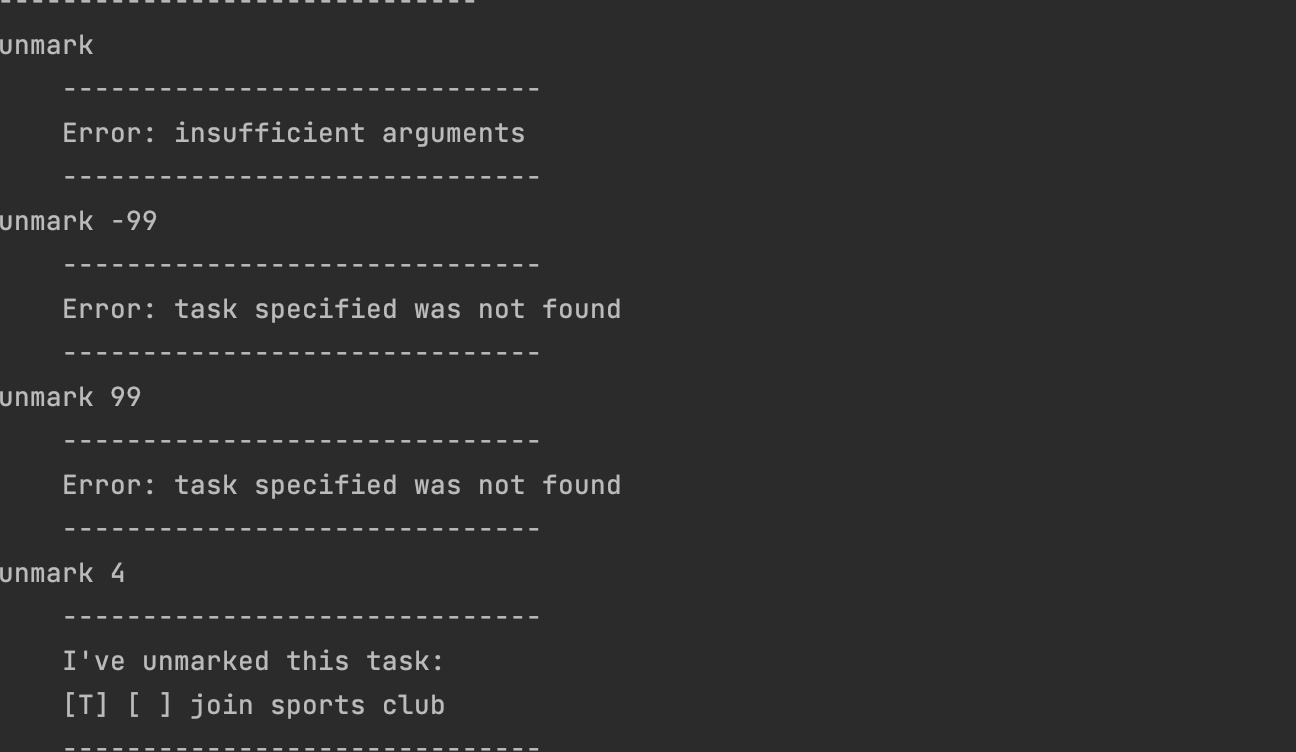 ------------------------------
unmark
------------------------------
Error: insufficient arguments
------------------------------
unmark -99
------------------------------
Error: task specified was not found
------------------------------
unmark 99
------------------------------
Error: task specified was not found
------------------------------
unmark 4
------------------------------
I've unmarked this task:
[T] [ ] join sports club
------------------------------